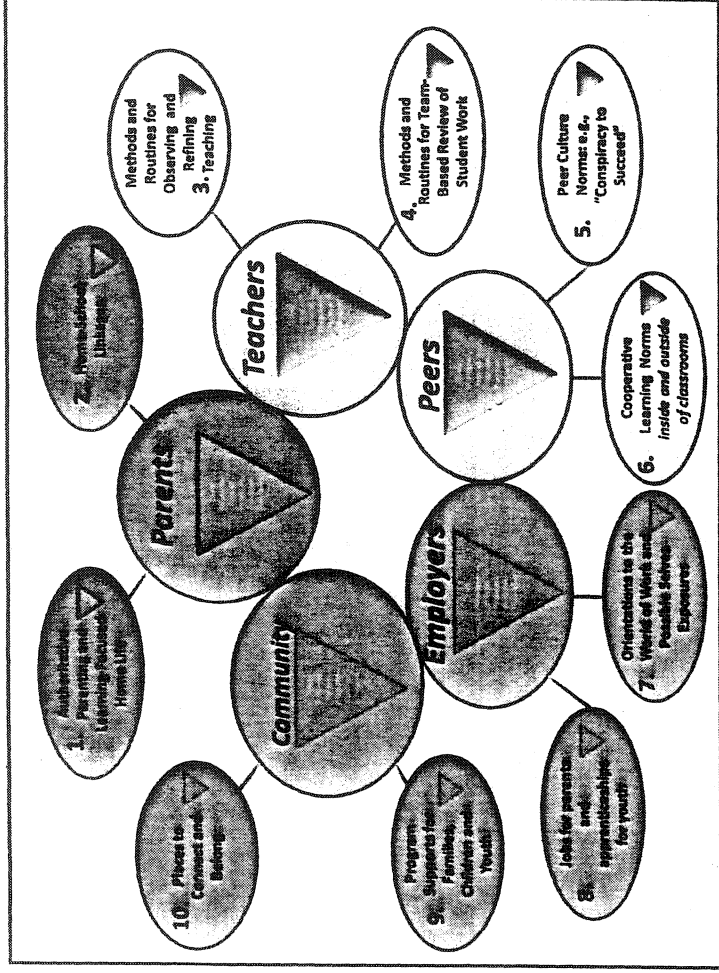 1. Authoritative
Parenting and
Learning-Focused
Home Life
2. Home-School
Linkages
Methods and
Routines for
Observing and
Refining
3. Teaching
4. Methods and
Routines for Team-
Based Review of
Student Work
Peer Culture
Norms: e.g.,
5. "Conspiracy to
Succeed"
Cooperative
6. Learning Norms
inside and outside
of classrooms
Orientations to the
7. World of Work and
Possible Selves
Exposures
Jobs for parents
8. and
apprenticeships
for youth
Program
Supports for
9. Families,
Children and
Youth
10. Places to
Connect and
Belong
Parents
Teachers
Peers
Employers
Community